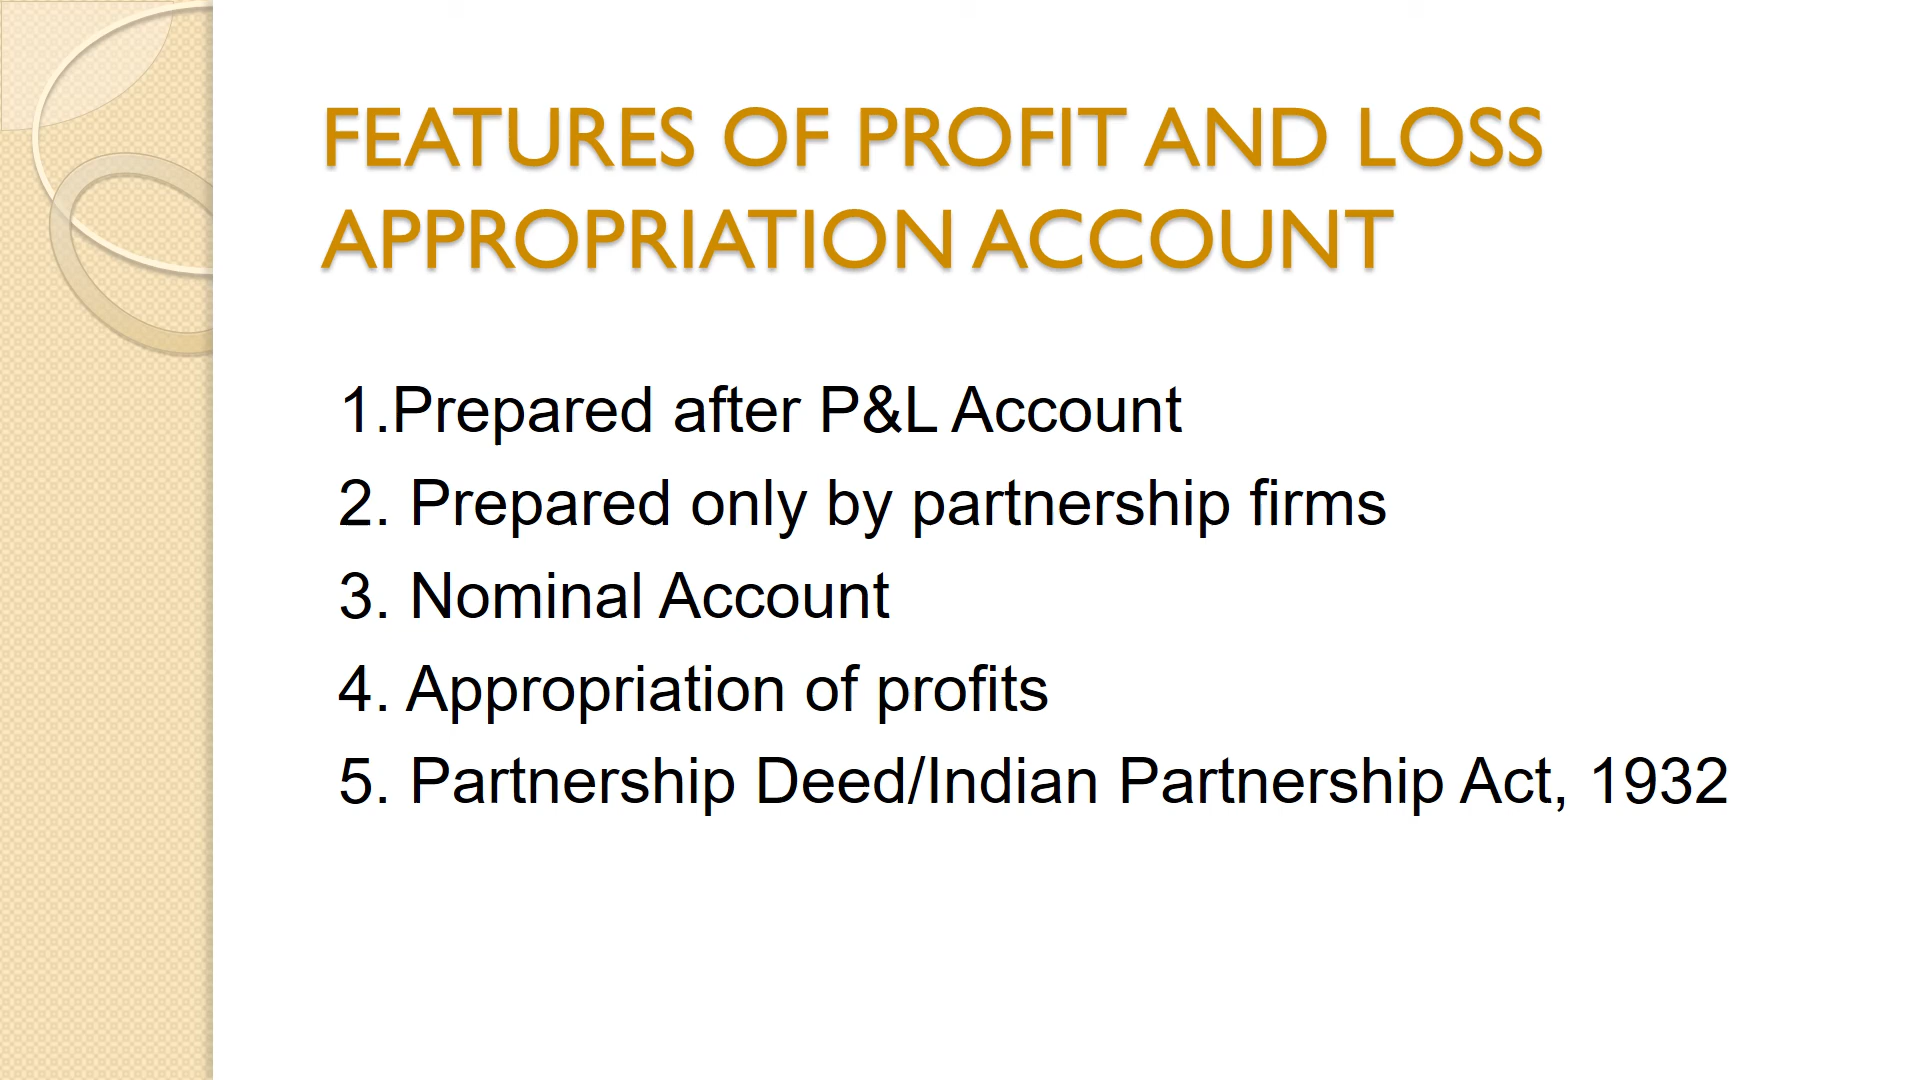 FEATURES OF PROFIT AND LOSS
APPROPRIATION ACCOUNT
1.Prepared after P&L Account
2. Prepared only by partnership firms
3. Nominal Account
4. Appropriation of profits
5. Partnership Deed/Indian Partnership Act, 1932